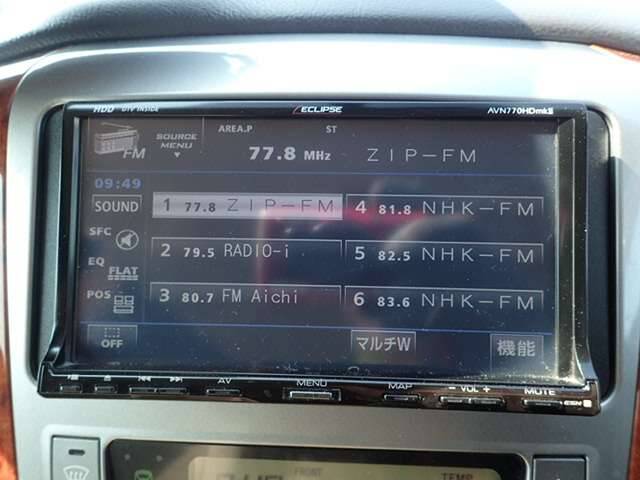 HDD DTV INSIDE ECLIPSE AVN770HDmkII
FM SOURCE MENU AREA.P ST
77.8 MHz ZIP-FM
09:49
SOUND
SFC
EQ FLAT
POS
OFF
1 77.8 ZIP-FM
2 79.5 RADIO-i
3 80.7 FM Aichi
4 81.8 NHK-FM
5 82.5 NHK-FM
6 83.6 NHK-FM
マルチW 機能
AV MENU MAP - VOL + MUTE
FRONT TEMP